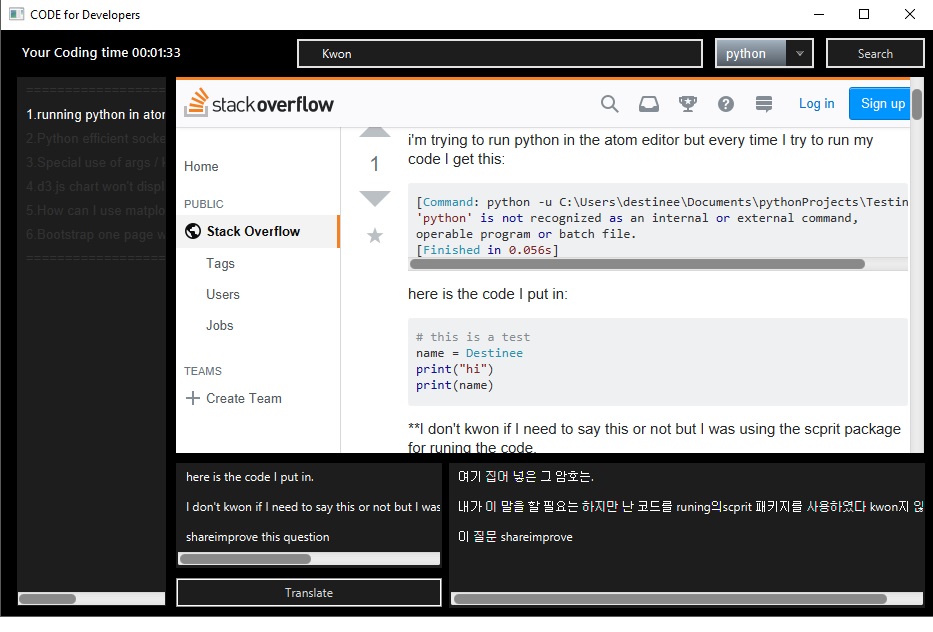 CODE for Developers
Your Coding time 00:01:33
Kwon
python
Search
1.running python in ator
2.Python efficient socke
3.Special use of args / k
4.d3 js chart won't displ
5.How can I use matplo
6.Bootstrap one page w
stackoverflow
Log in
Sign up
Home
PUBLIC
Stack Overflow
Tags
Users
Jobs
TEAMS
Create Team
1
i'm trying to run python in the atom editor but every time I try to run my
code I get this:
[Command: python -u C:\Users\destinee\Documents\pythonProjects\Testin
'python' is not recognized as an internal or external command,
operable program or batch file.
[Finished in 0.056s]
here is the code I put in:
# this is a test
name = Destinee
print("hi")
print(name)
**I don't kwon if I need to say this or not but I was using the scprit package
for runing the code.
here is the code I put in.
I don't kwon if I need to say this or not but I was
shareimprove this question
Translate
여기 집어 넣은 그 암호는.
내가 이 말을 할 필요는 하지만 난 코드를 runing의scprit 패키지를 사용하였다 kwon지 않
이 질문 shareimprove